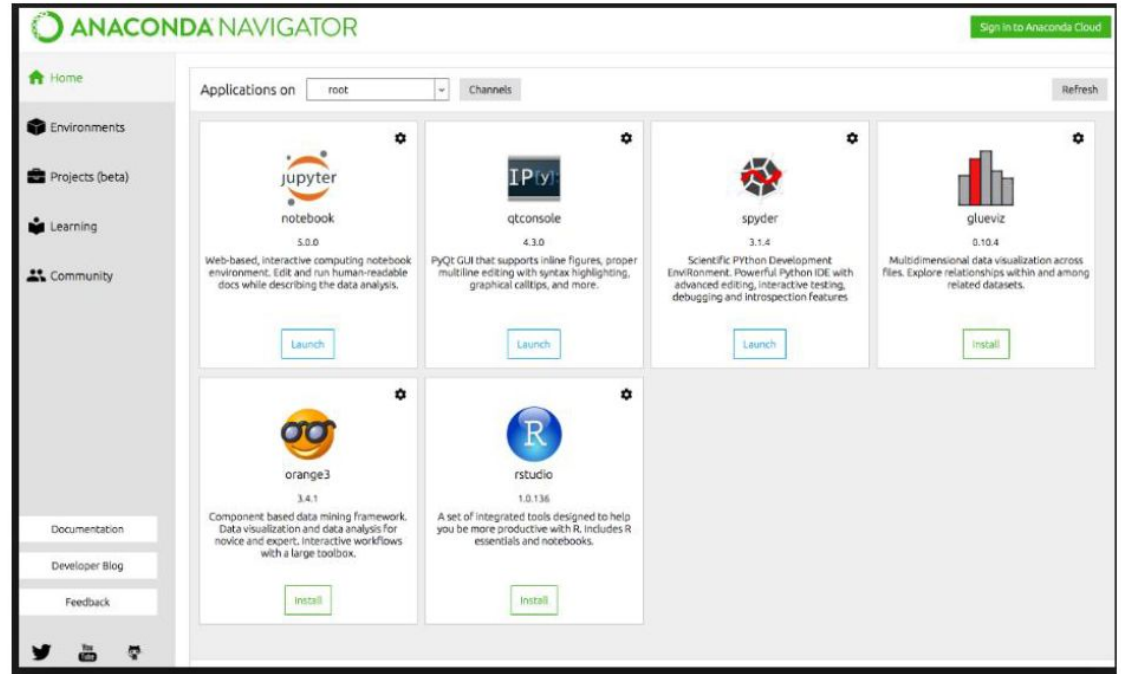 ANACONDA NAVIGATOR
Sign in to Anaconda Cloud
Home
Environments
Projects (beta)
Learning
Community
Documentation
Developer Blog
Feedback
You
Tube
Applications on root Channels Refresh
jupyter
notebook
5.0.0
Web-based, interactive computing notebook
environment. Edit and run human-readable
docs while describing the data analysis.
Launch
IP[y]:
qtconsole
4.3.0
PyQt GUI that supports inline figures, proper
multiline editing with syntax highlighting,
graphical calltips, and more.
Launch
spyder
3.1.4
Scientific PYthon Development
EnviRonment. Powerful Python IDE with
advanced editing, interactive testing,
debugging and introspection features
Launch
glueviz
0.10.4
Multidimensional data visualization across
files. Explore relationships within and among
related datasets.
Install
orange3
3.4.1
Component based data mining framework.
Data visualization and data analysis for
novice and expert. Interactive workflows
with a large toolbox.
Install
R
rstudio
1.0.136
A set of integrated tools designed to help
you be more productive with R. Includes R
essentials and notebooks.
Install